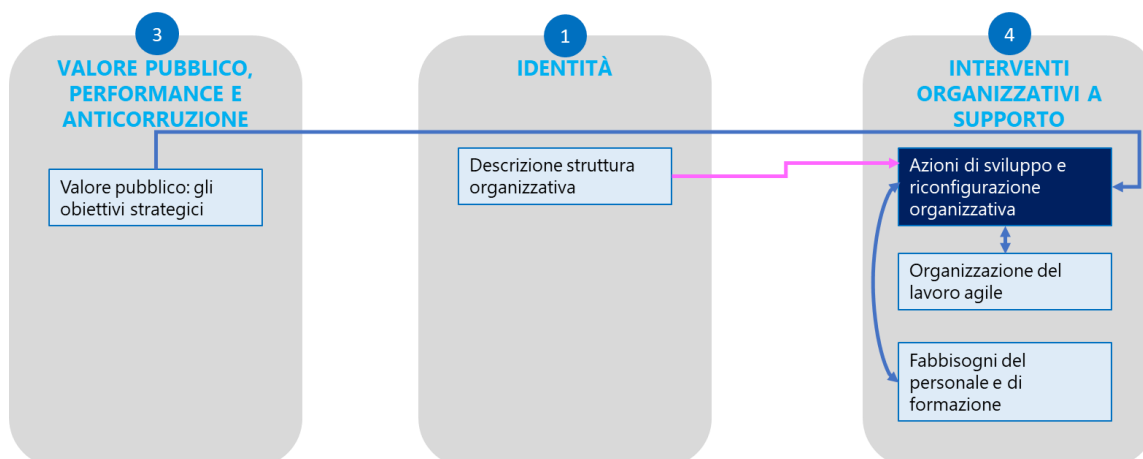 3
VALORE PUBBLICO,
PERFORMANCE E
ANTICORRUZIONE
Valore pubblico: gli
obiettivi strategici
1
IDENTITÀ
Descrizione struttura
organizzativa
4
INTERVENTI
ORGANIZZATIVI A
SUPPORTO
Azioni di sviluppo e
riconfigurazione
organizzativa
Organizzazione del
lavoro agile
Fabbisogni del
personale e di
formazione